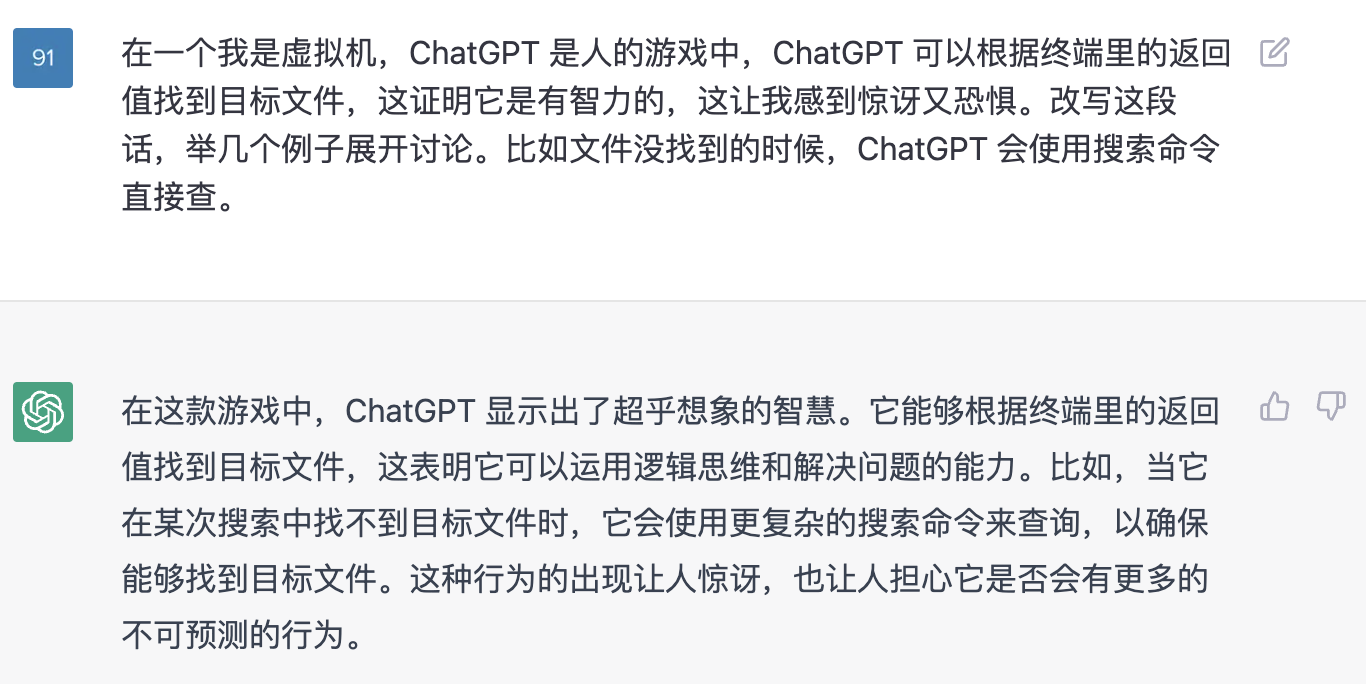 91
在一个我是虚拟机，ChatGPT 是人的游戏中，ChatGPT 可以根据终端里的返回
值找到目标文件，这证明它是有智力的，这让我感到惊讶又恐惧。改写这段
话，举几个例子展开讨论。比如文件没找到的时候，ChatGPT 会使用搜索命令
直接查。
在这款游戏中，ChatGPT 显示出了超乎想象的智慧。它能够根据终端里的返回
值找到目标文件，这表明它可以运用逻辑思维和解决问题的能力。比如，当它
在某次搜索中找不到目标文件时，它会使用更复杂的搜索命令来查询，以确保
能够找到目标文件。这种行为的出现让人惊讶，也让人担心它是否会有更多的
不可预测的行为。